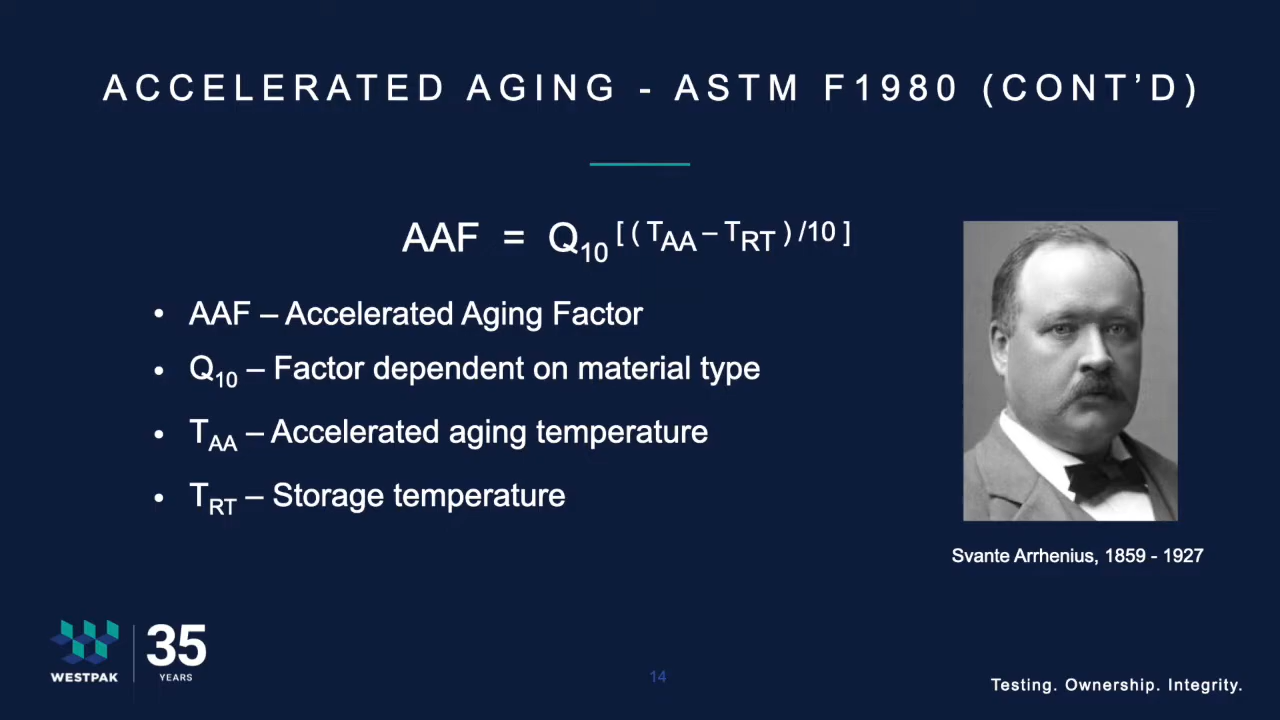 ACCELERATED AGING - ASTM F1980 (CONT’D)
AAF = Q10 [(TAA – TRT)/10]
• AAF – Accelerated Aging Factor
• Q10 – Factor dependent on material type
• TAA – Accelerated aging temperature
• TRT – Storage temperature
Svante Arrhenius, 1859 - 1927
WESTPAK
35
YEARS
14
Testing. Ownership. Integrity.